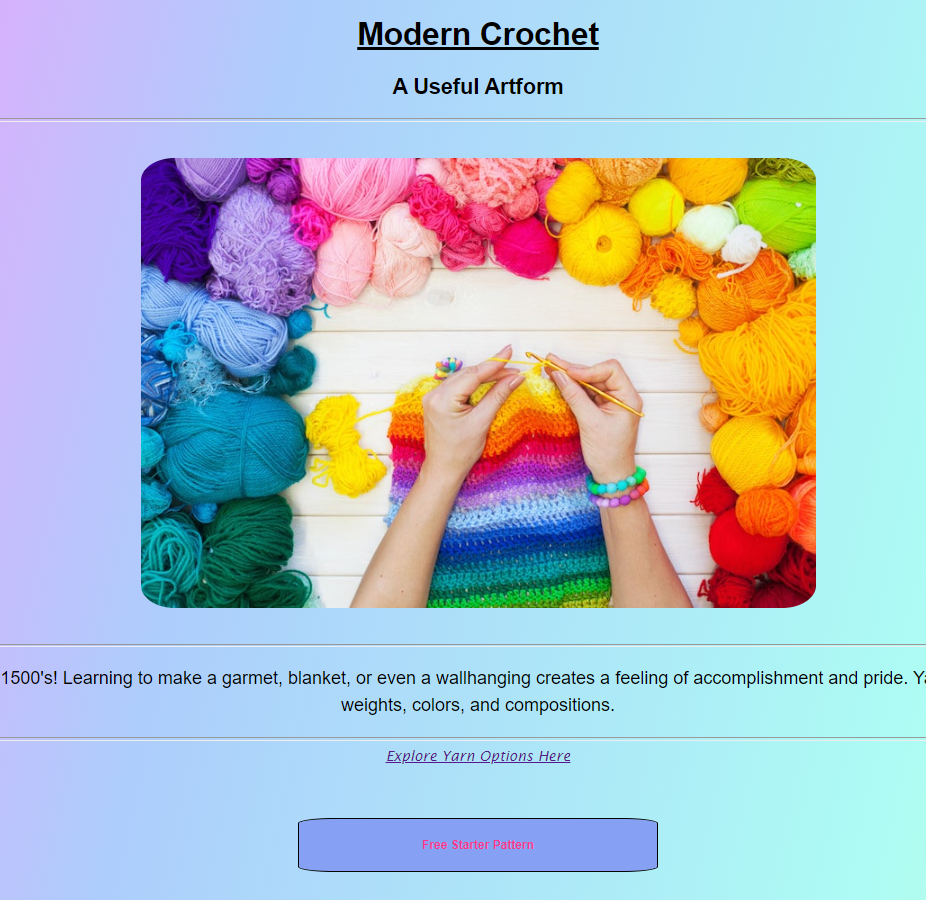 Modern Crochet
A Useful Artform
1500's! Learning to make a garmet, blanket, or even a wallhanging creates a feeling of accomplishment and pride.
weights, colors, and compositions.
Explore Yarn Options Here
Free Starter Pattern